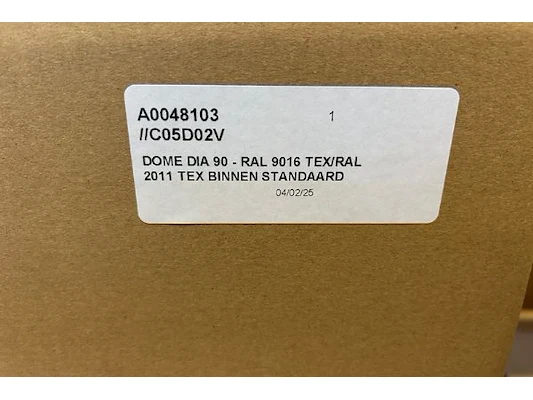 A0048103 1
//C05D02V
DOME DIA 90 - RAL 9016 TEX/RAL
2011 TEX BINNEN STANDAARD
04/02/25